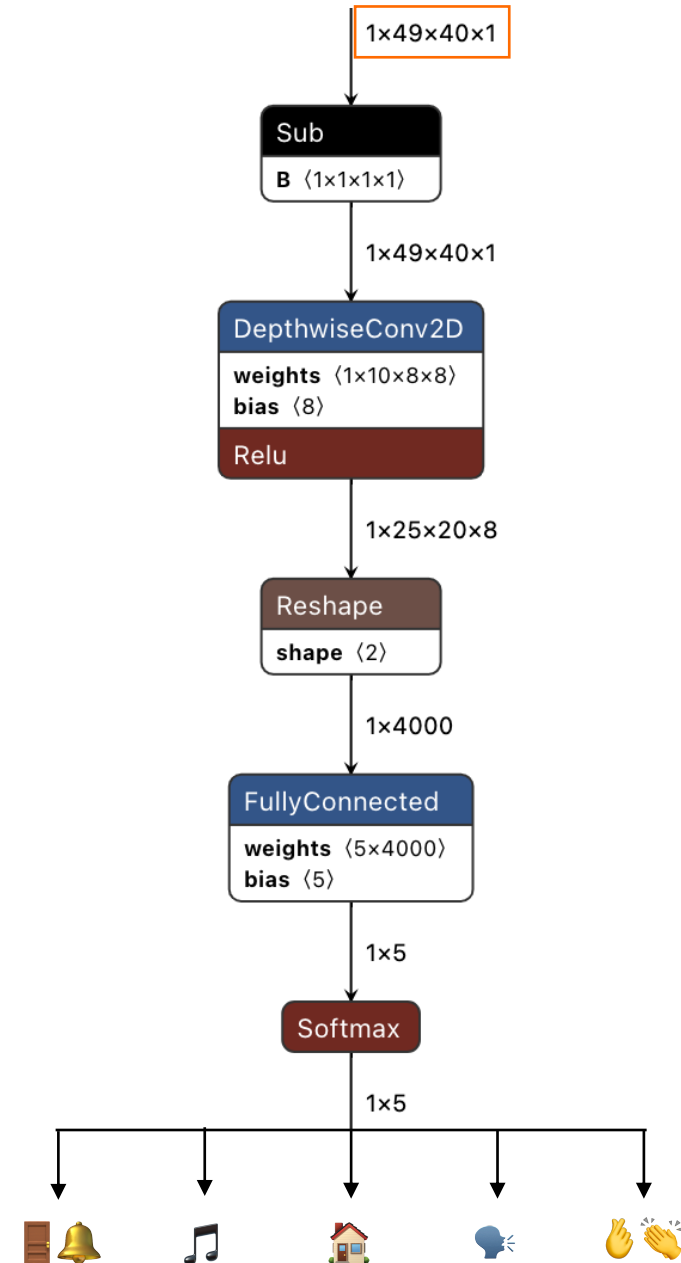 1×49×40×1
Sub
B ⟨1×1×1×1⟩
1×49×40×1
DepthwiseConv2D
weights ⟨1×10×8×8⟩
bias ⟨8⟩
Relu
1×25×20×8
Reshape
shape ⟨2⟩
1×4000
FullyConnected
weights ⟨5×4000⟩
bias ⟨5⟩
1×5
Softmax
1×5